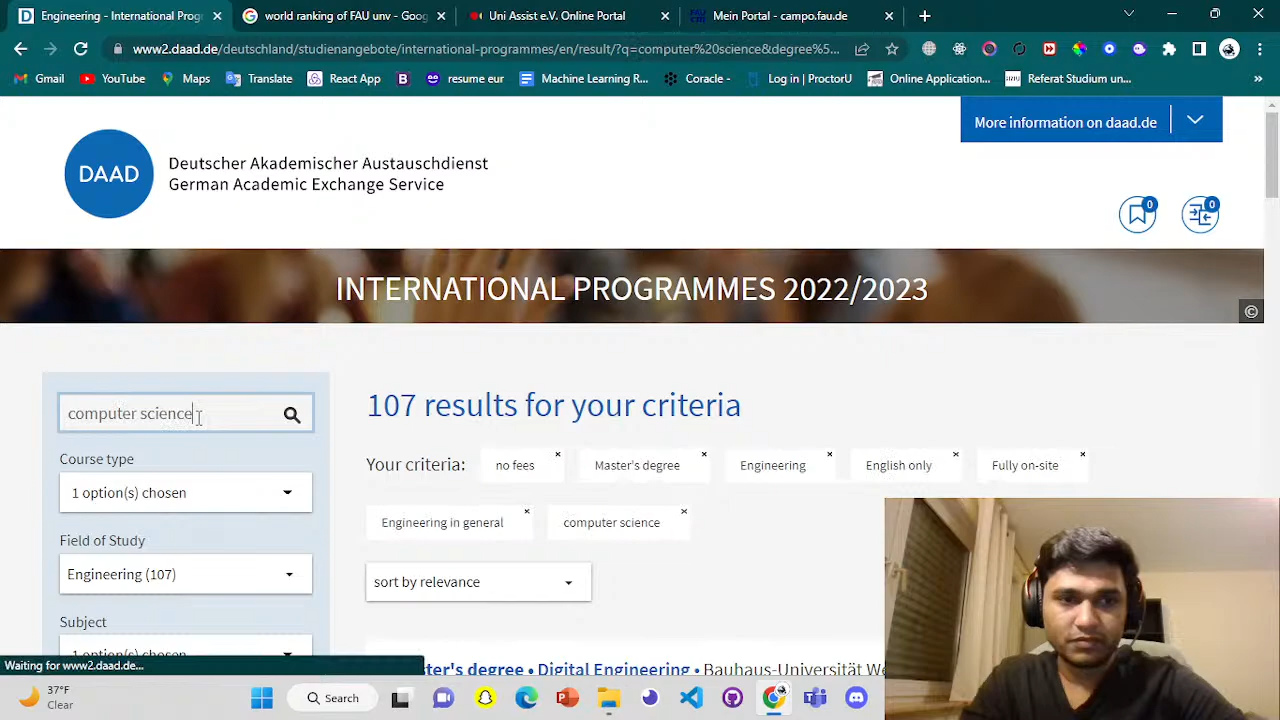 Engineering - International Prog
world ranking of FAU unv - Goog
Uni Assist e.V. Online Portal
Mein Portal - campo.fau.de
www2.daad.de/deutschland/studienangebote/international-programmes/en/result/?q=computer%20science&degree%5...
Gmail
YouTube
Maps
Translate
React App
resume eur
Machine Learning R...
Coracle -
Log in | ProctorU
Online Application...
Referat Studium un...
More information on daad.de
DAAD
Deutscher Akademischer Austauschdienst
German Academic Exchange Service
0
0
INTERNATIONAL PROGRAMMES 2022/2023
©
computer science
Course type
1 option(s) chosen
Field of Study
Engineering (107)
Subject
1 option(s) chosen
107 results for your criteria
Your criteria:
no fees
Master's degree
Engineering
English only
Fully on-site
Engineering in general
computer science
sort by relevance
ster's degree • Digital Engineering • Bauhaus-Universität We
Waiting for www2.daad.de...
37°F
Clear
Search